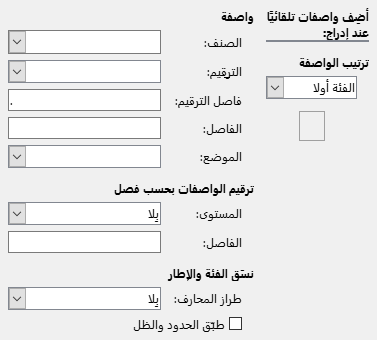 أضِف واصفات تلقائيًا
عند إدراج:
ترتيب الواصفة
الفئة أولا
واصفة
الصنف:
الترقيم:
فاصل الترقيم:
.
الفاصل:
الموضع:
ترقيم الواصفات بحسب فصل
المستوى:
بلا
الفاصل:
نسَق الفئة والإطار
طراز المحارف:
بلا
طبّق الحدود والظل